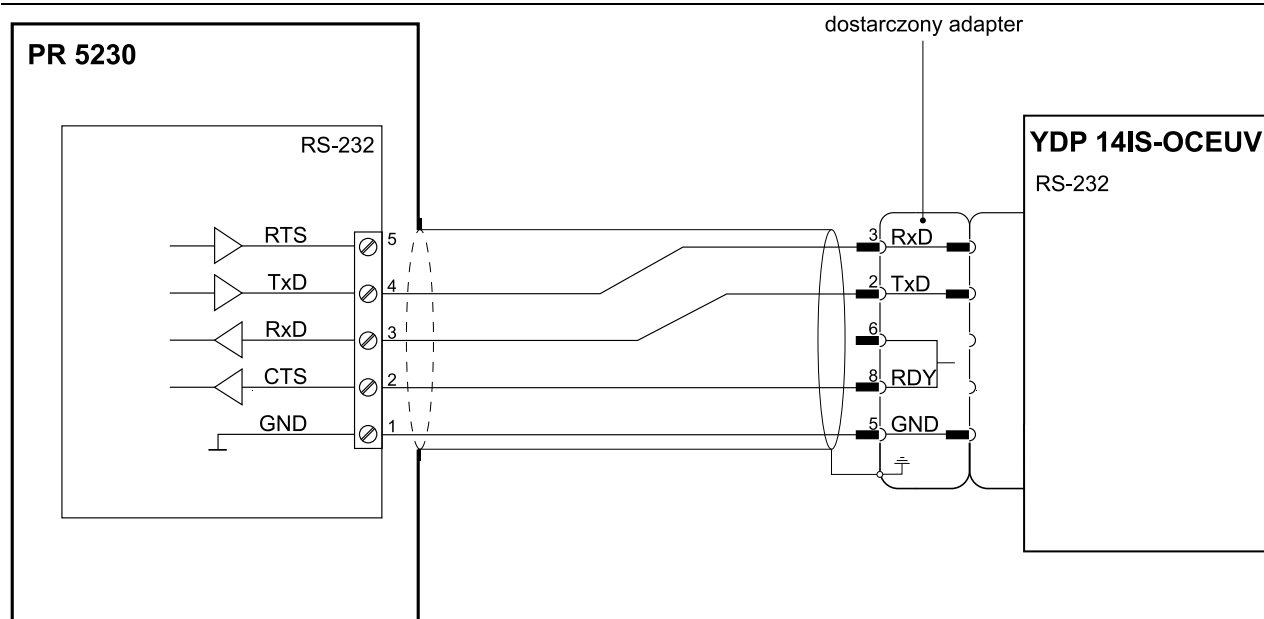 dostarczony adapter
PR 5230
YDP 14IS-OCEUV
RS-232
RS-232
RTS 5 3 RxD
TxD 4 2 TxD
RxD 3 6
CTS 2 8 RDY
GND 1 5 GND